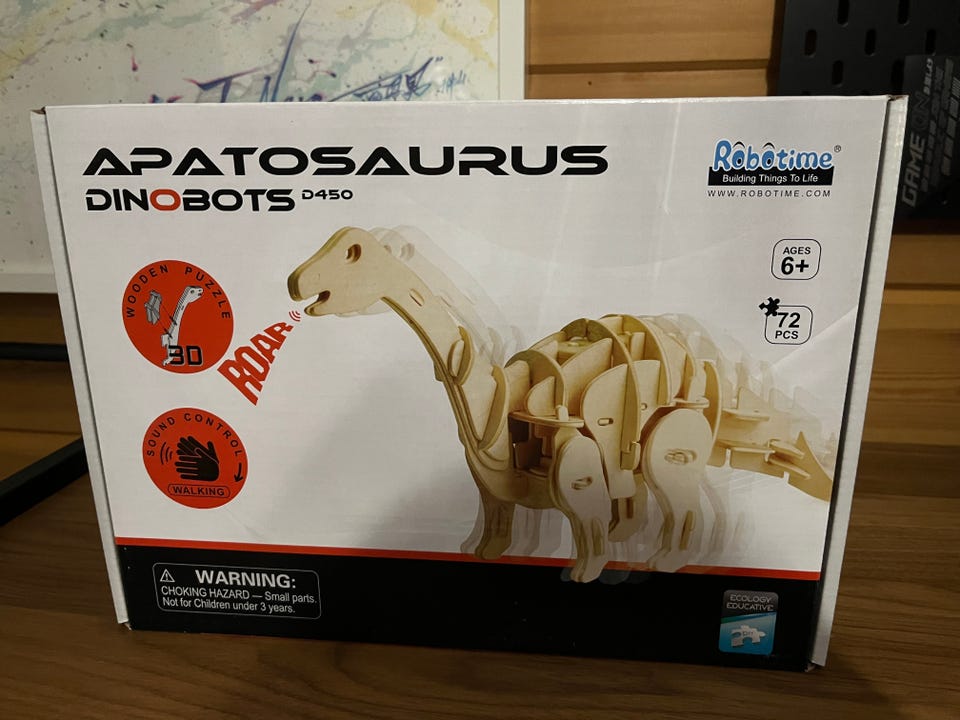 APATOSAURUS
DINOBOTS D450
Robotime®
Building Things To Life
WWW.ROBOTIME.COM
AGES
6+
72
PCS
WOODEN PUZZLE
3D
ROAR
SOUND CONTROL
WALKING
WARNING:
CHOKING HAZARD — Small parts.
Not for Children under 3 years.
ECOLOGY
EDUCATIVE
GAME ON